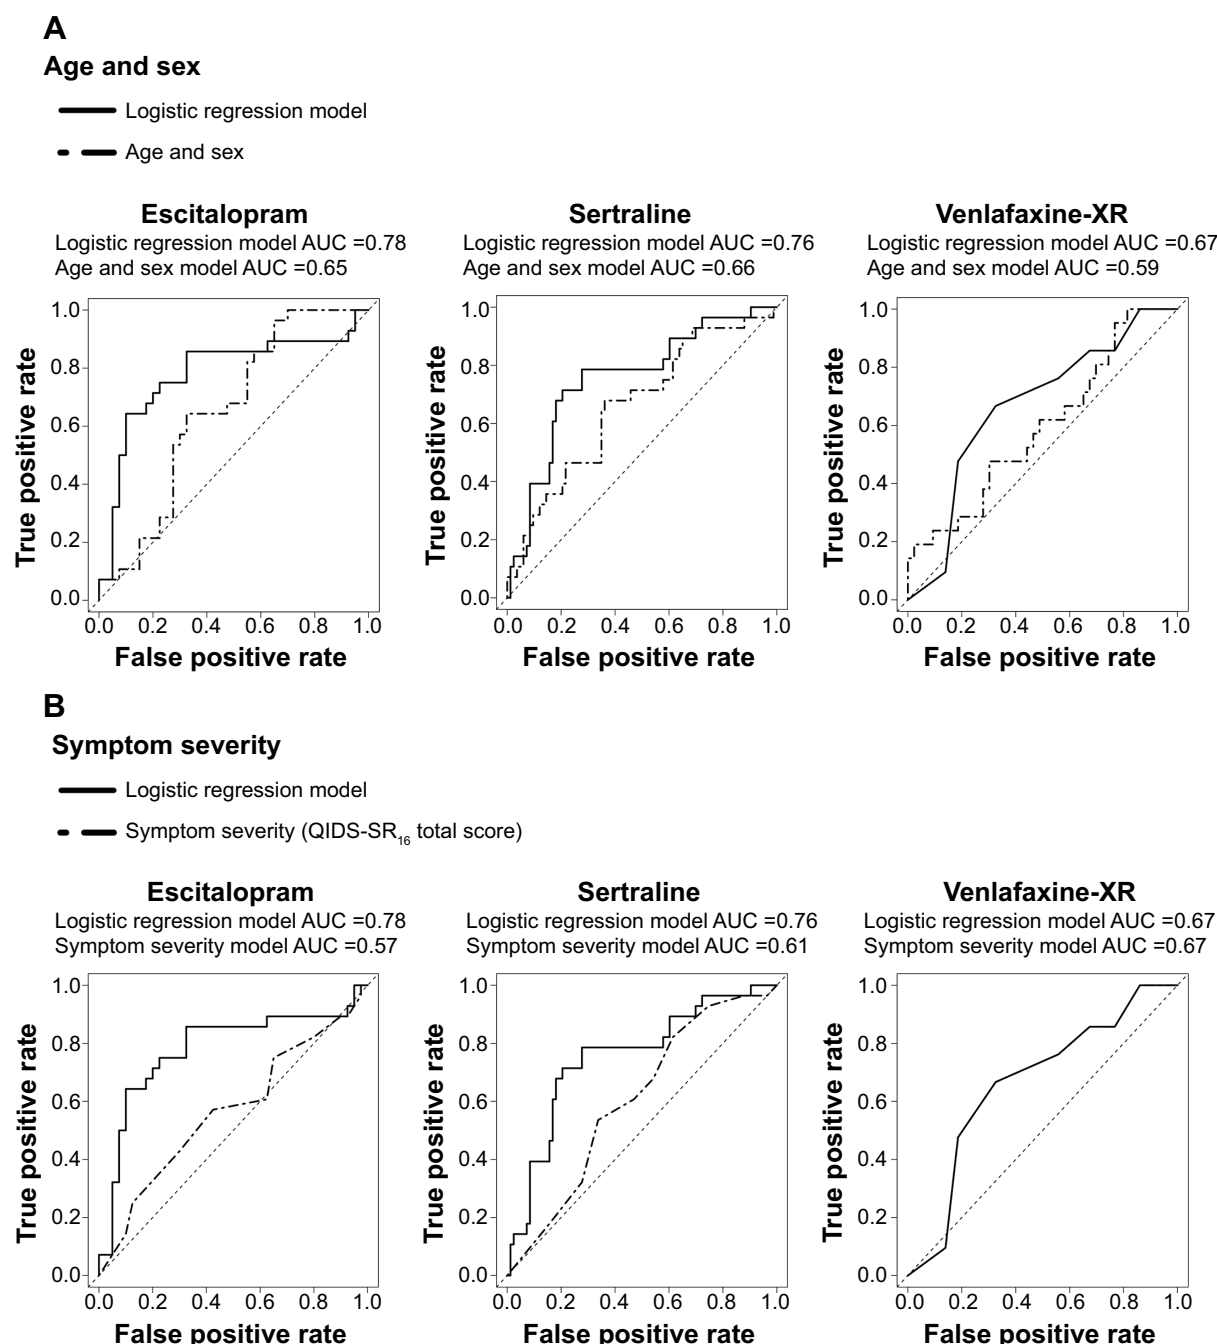 A
Age and sex
Logistic regression model
Age and sex
Escitalopram
Logistic regression model AUC =0.78
Age and sex model AUC =0.65
Sertraline
Logistic regression model AUC =0.76
Age and sex model AUC =0.66
Venlafaxine-XR
Logistic regression model AUC =0.67
Age and sex model AUC =0.59
True positive rate
1.0
0.8
0.6
0.4
0.2
0.0
0.0 0.2 0.4 0.6 0.8 1.0
False positive rate
True positive rate
1.0
0.8
0.6
0.4
0.2
0.0
0.0 0.2 0.4 0.6 0.8 1.0
False positive rate
True positive rate
1.0
0.8
0.6
0.4
0.2
0.0
0.0 0.2 0.4 0.6 0.8 1.0
False positive rate
B
Symptom severity
Logistic regression model
Symptom severity (QIDS-SR16 total score)
Escitalopram
Logistic regression model AUC =0.78
Symptom severity model AUC =0.57
Sertraline
Logistic regression model AUC =0.76
Symptom severity model AUC =0.61
Venlafaxine-XR
Logistic regression model AUC =0.67
Symptom severity model AUC =0.67
True positive rate
1.0
0.8
0.6
0.4
0.2
0.0
0.0 0.2 0.4 0.6 0.8 1.0
False positive rate
True positive rate
1.0
0.8
0.6
0.4
0.2
0.0
0.0 0.2 0.4 0.6 0.8 1.0
False positive rate
True positive rate
1.0
0.8
0.6
0.4
0.2
0.0
0.0 0.2 0.4 0.6 0.8 1.0
False positive rate